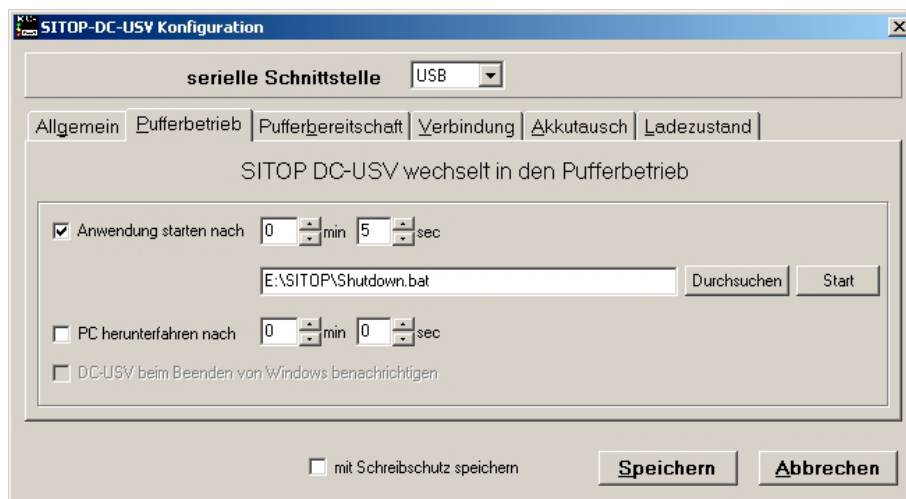 SITOP-DC-USV Konfiguration
serielle Schnittstelle USB
Allgemein Pufferbetrieb Pufferbereitschaft Verbindung Akkutausch Ladezustand
SITOP DC-USV wechselt in den Pufferbetrieb
Anwendung starten nach 0 min 5 sec
E:\SITOP\Shutdown.bat Durchsuchen Start
PC herunterfahren nach 0 min 0 sec
DC-USV beim Beenden von Windows benachrichtigen
mit Schreibschutz speichern Speichern Abbrechen